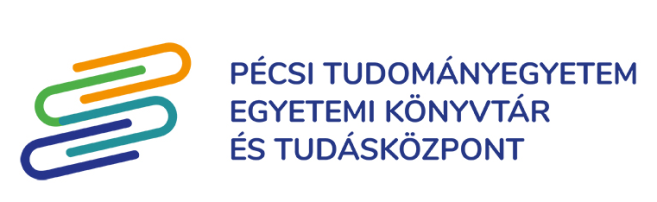 PÉCSI TUDOMÁNYEGYETEM
EGYETEMI KÖNYVTÁR
ÉS TUDÁSKÖZPONT